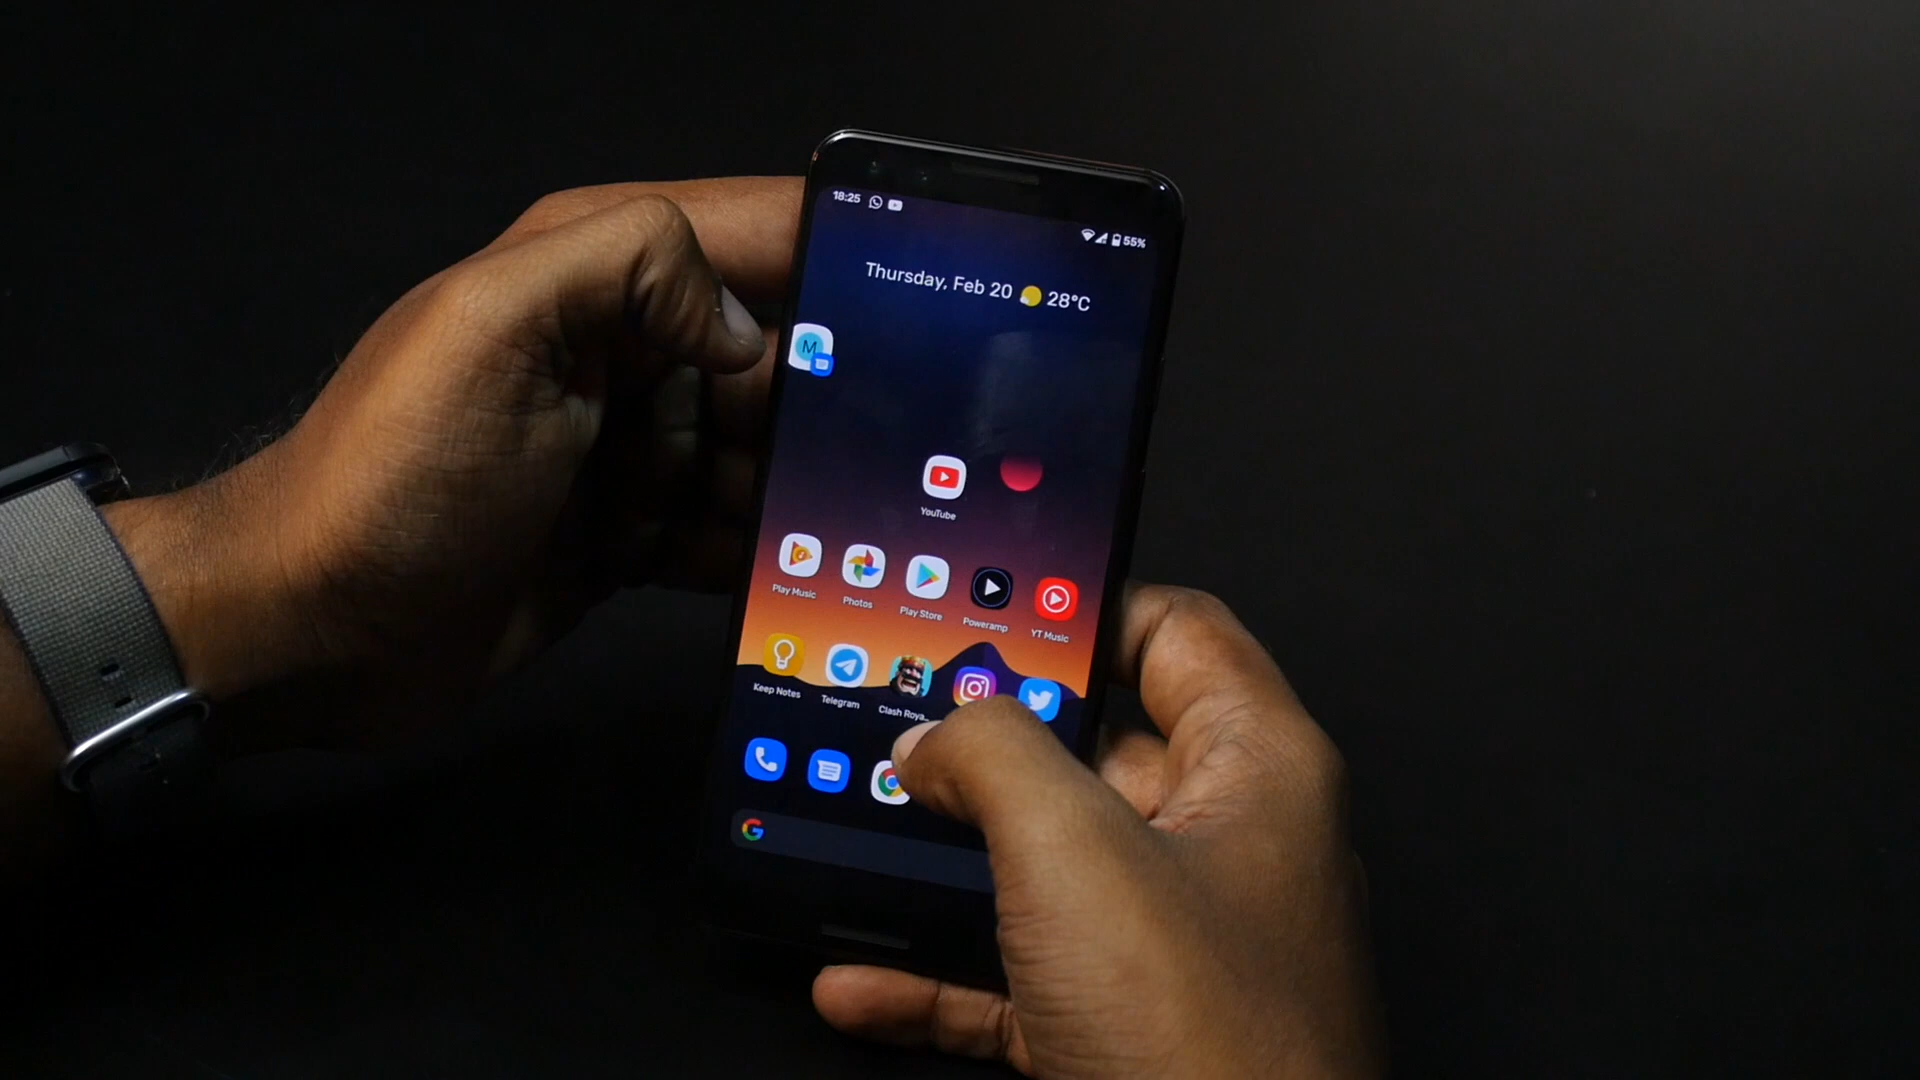 18:25
55%
Thursday, Feb 20 28°C
M
YouTube
Play Music Photos Play Store Poweramp YT Music
Keep Notes Telegram Clash Roya...
G